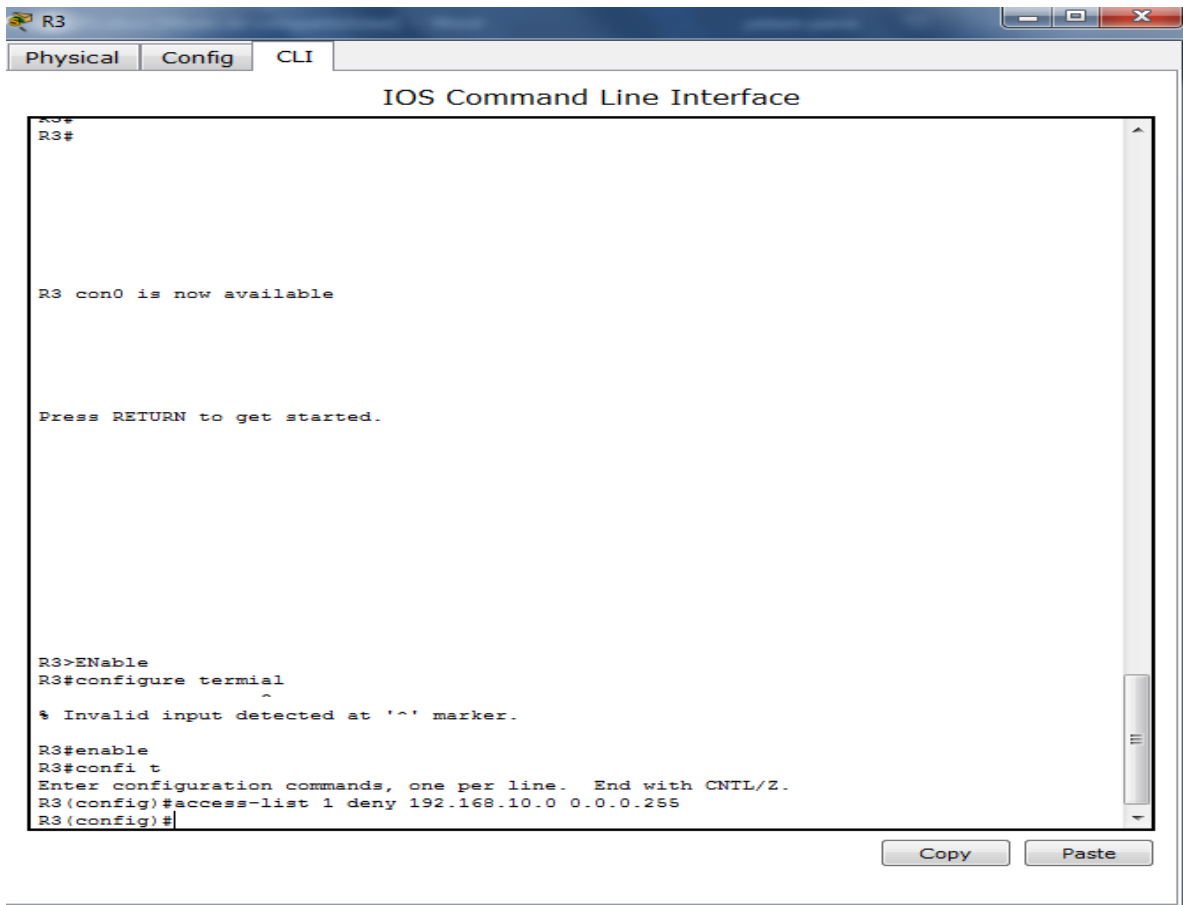 R3
Physical Config CLI
IOS Command Line Interface
R3#
R3#
R3 con0 is now available
Press RETURN to get started.
R3>ENable
R3#configure termial
^
% Invalid input detected at '^' marker.
R3#enable
R3#confi t
Enter configuration commands, one per line.  End with CNTL/Z.
R3(config)#access-list 1 deny 192.168.10.0 0.0.0.255
R3(config)#
Copy Paste